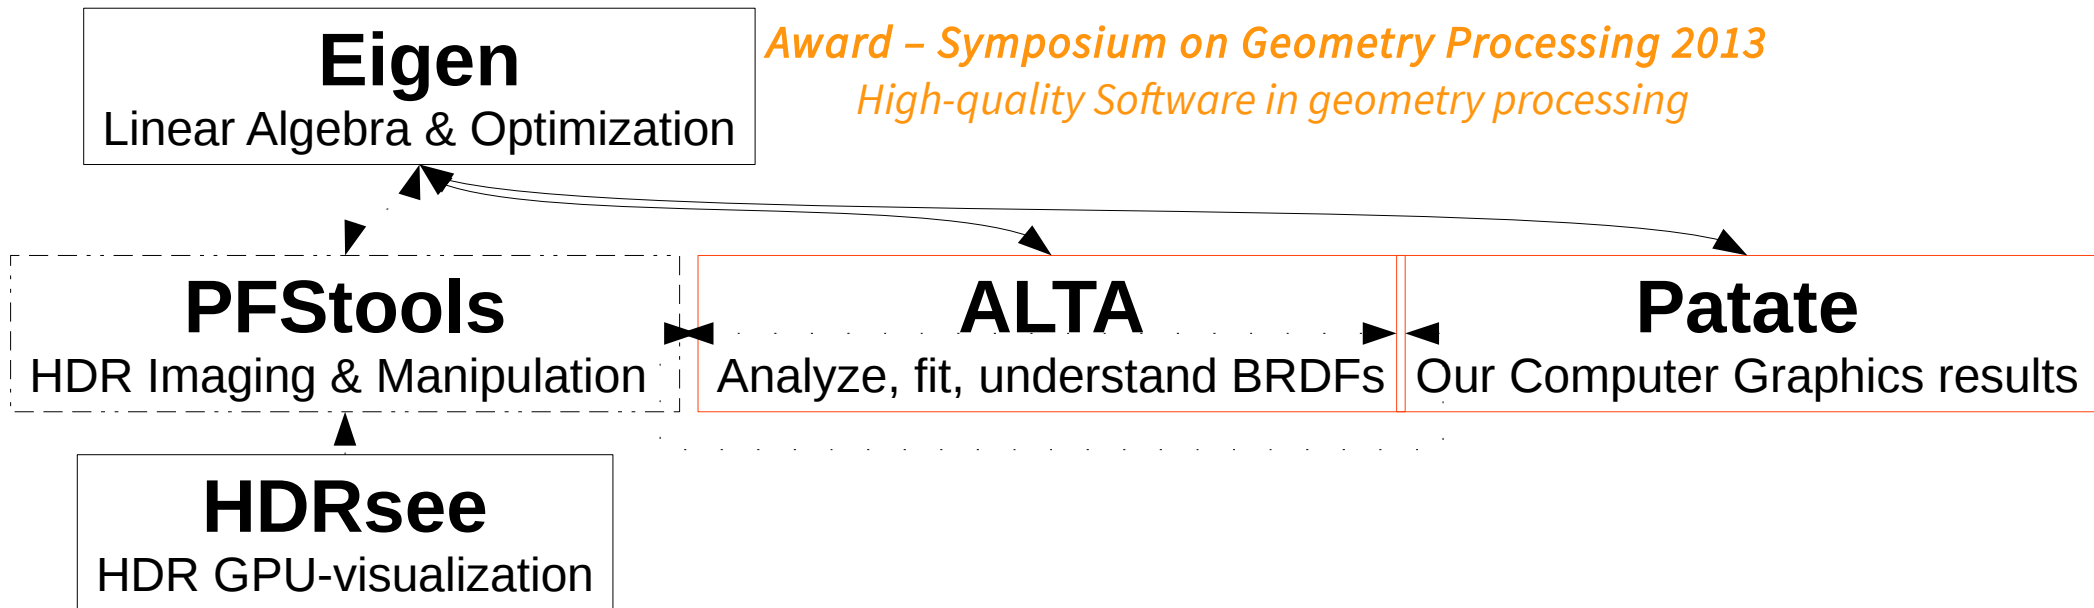 Eigen
Linear Algebra & Optimization
Award – Symposium on Geometry Processing 2013
High-quality Software in geometry processing
PFStools
HDR Imaging & Manipulation
ALTA
Analyze, fit, understand BRDFs
Patate
Our Computer Graphics results
HDRsee
HDR GPU-visualization